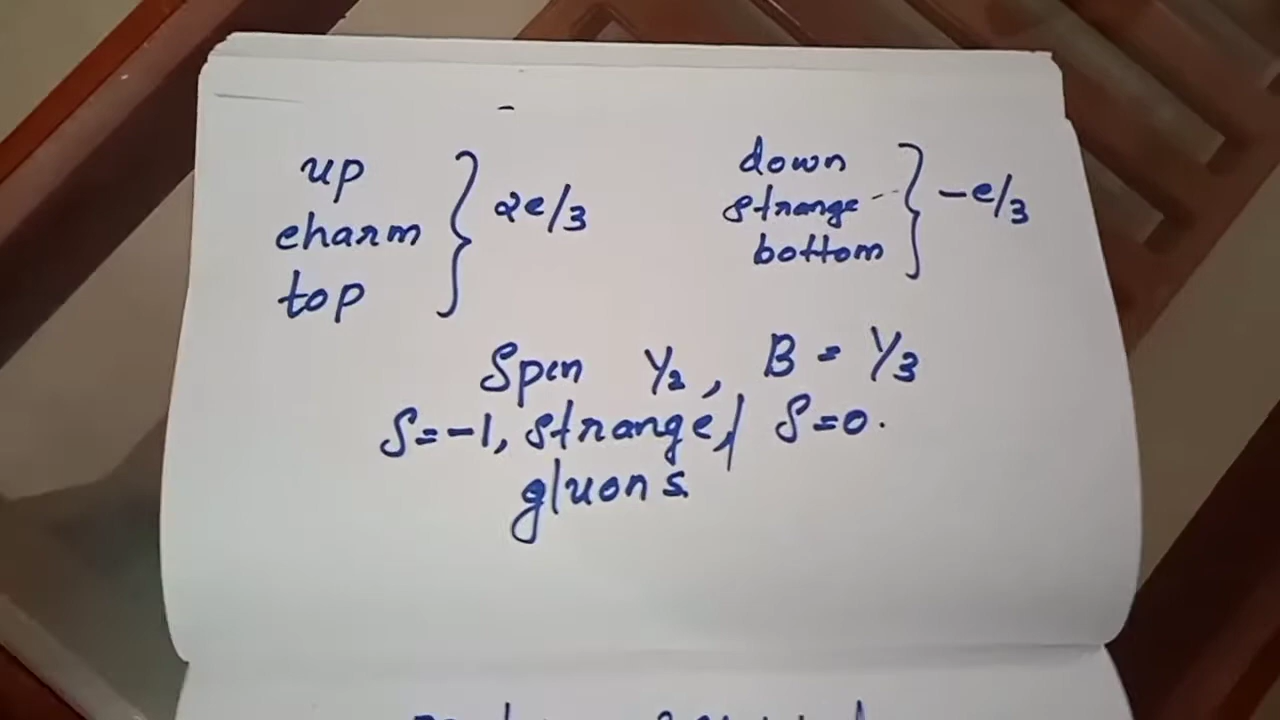 up
charm
top
2e/3
down
strange
bottom
-e/3
Spin 1/2, B = 1/3
S=-1, strange, S=0.
gluons